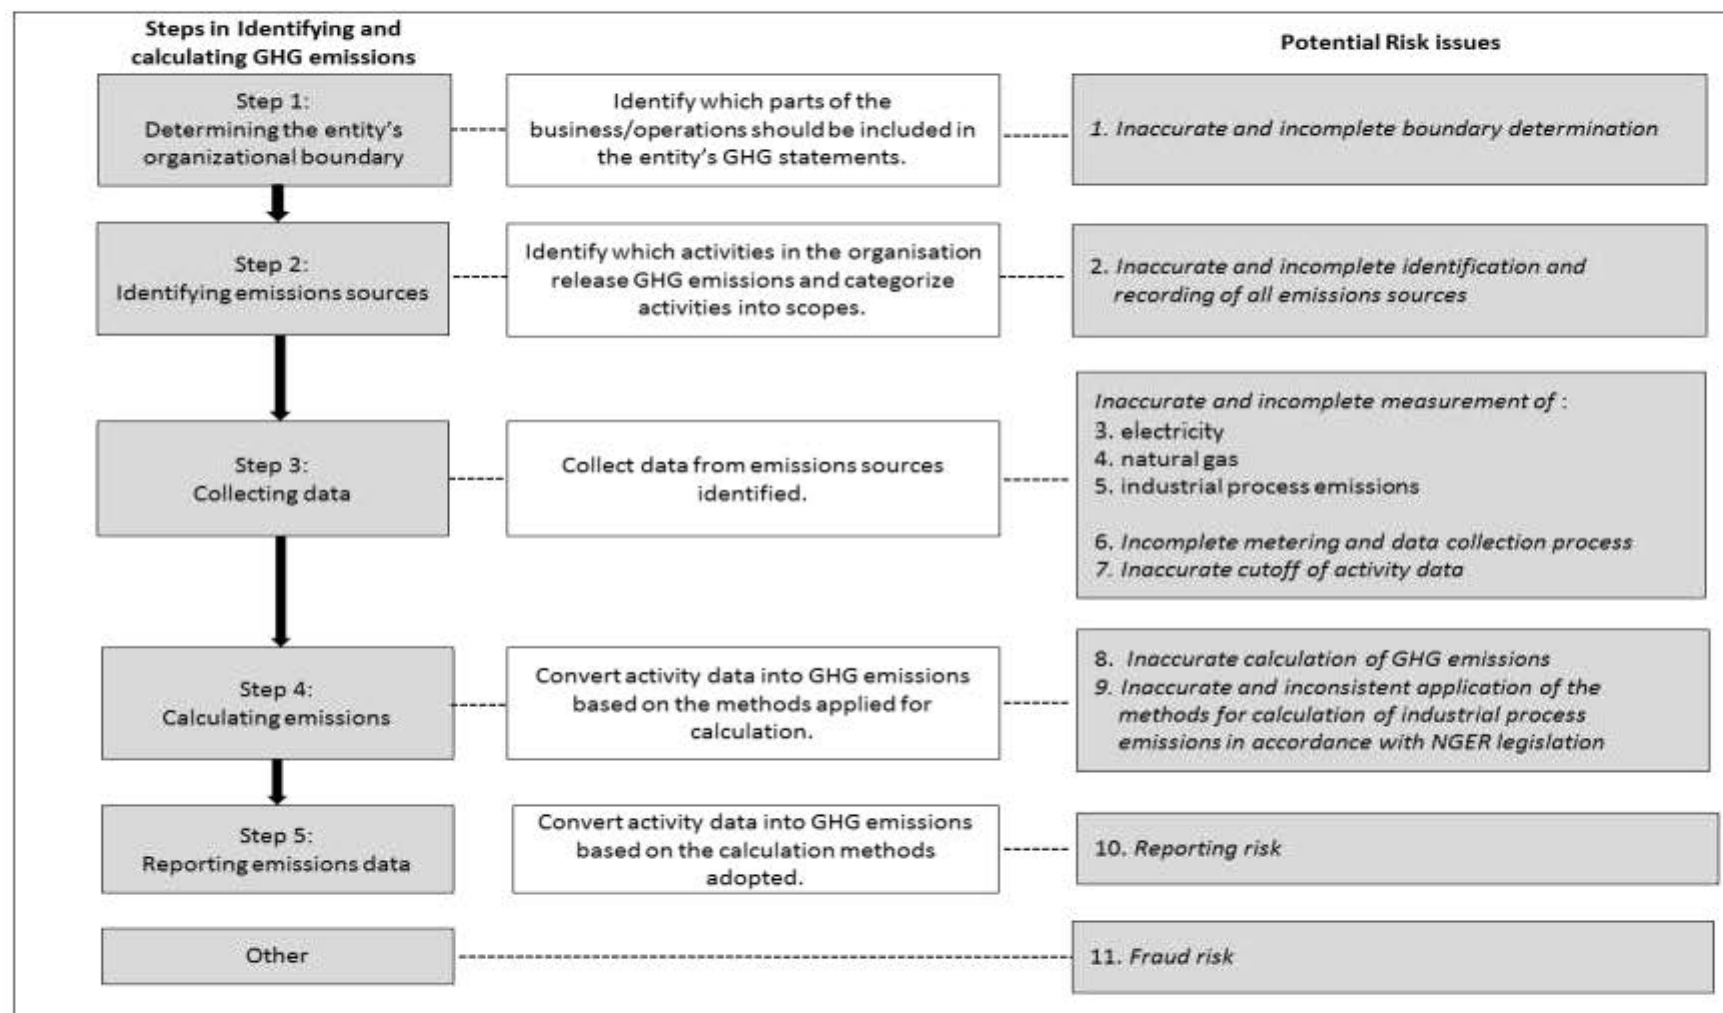 Steps in Identifying and
calculating GHG emissions
Potential Risk issues
Step 1:
Determining the entity's
organizational boundary
Identify which parts of the
business/operations should be included in
the entity's GHG statements.
1. Inaccurate and incomplete boundary determination
Step 2:
Identifying emissions sources
Identify which activities in the organisation
release GHG emissions and categorize
activities into scopes.
2. Inaccurate and incomplete identification and
recording of all emissions sources
Step 3:
Collecting data
Collect data from emissions sources
identified.
Inaccurate and incomplete measurement of :
3. electricity
4. natural gas
5. industrial process emissions
6. Incomplete metering and data collection process
7. Inaccurate cutoff of activity data
Step 4:
Calculating emissions
Convert activity data into GHG emissions
based on the methods applied for
calculation.
8. Inaccurate calculation of GHG emissions
9. Inaccurate and inconsistent application of the
methods for calculation of industrial process
emissions in accordance with NGER legislation
Step 5:
Reporting emissions data
Convert activity data into GHG emissions
based on the calculation methods
adopted.
10. Reporting risk
Other
11. Fraud risk